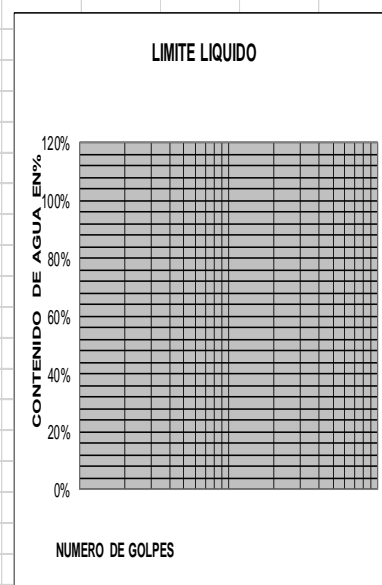 LIMITE LIQUIDO
CONTENIDO DE AGUA EN%
120%
100%
80%
60%
40%
20%
0%
NUMERO DE GOLPES